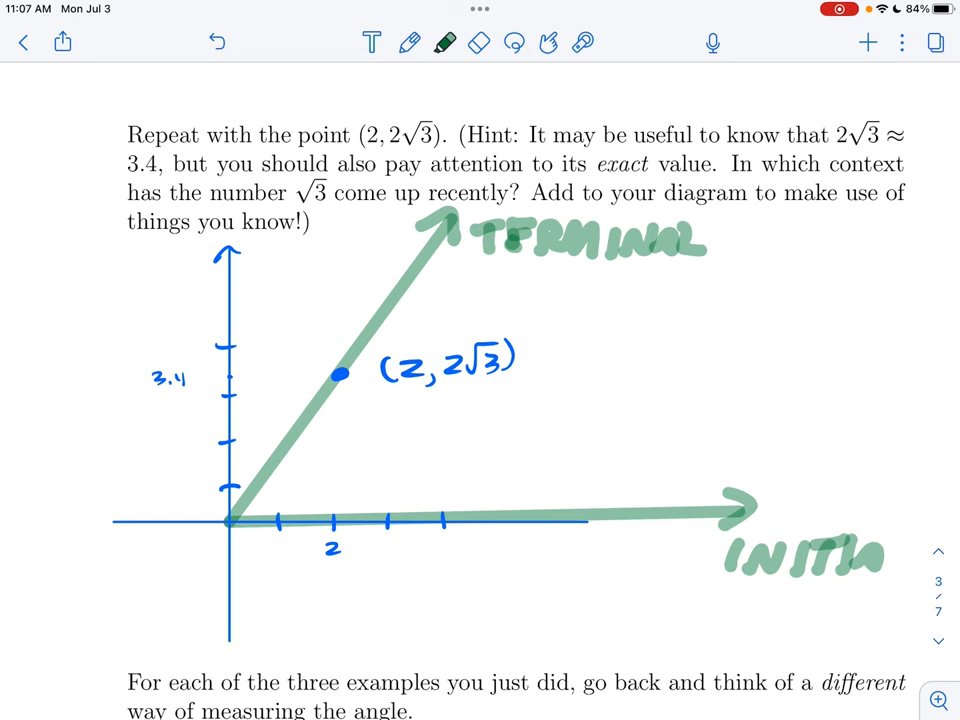 11:07 AM Mon Jul 3
84%
T
Repeat with the point (2, 2√3). (Hint: It may be useful to know that 2√3 ≈
3.4, but you should also pay attention to its exact value. In which context
has the number √3 come up recently? Add to your diagram to make use of
things you know!)
TERMINAL
(2, 2√3)
3.4
2
INITIA
3
/
7
For each of the three examples you just did, go back and think of a different
way of measuring the angle.